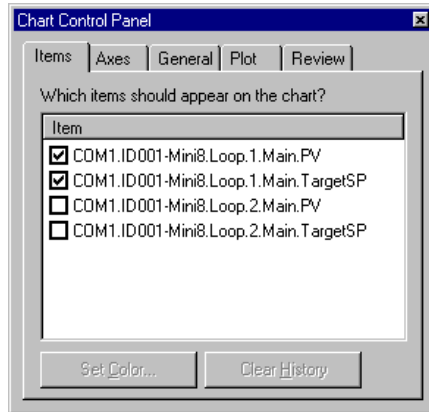 Chart Control Panel
Items Axes General Plot Review
Which items should appear on the chart?
Item
COM1.ID001-Mini8.Loop.1.Main.PV
COM1.ID001-Mini8.Loop.1.Main.TargetSP
COM1.ID001-Mini8.Loop.2.Main.PV
COM1.ID001-Mini8.Loop.2.Main.TargetSP
Set Color... Clear History